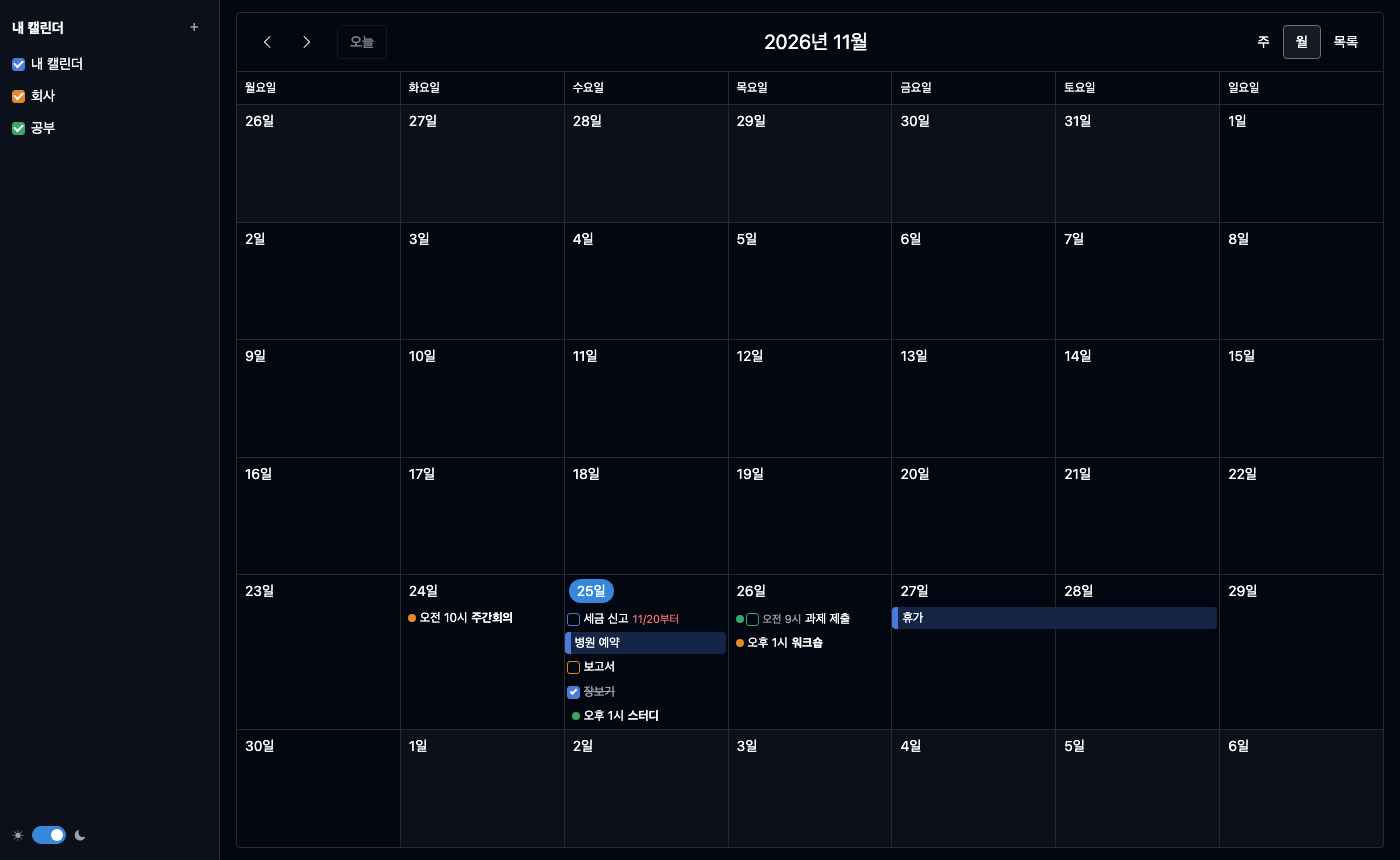 내 캘린더 +
내 캘린더
회사
공부
오늘
2026년 11월
주 월 목록
월요일 화요일 수요일 목요일 금요일 토요일 일요일
26일 27일 28일 29일 30일 31일 1일
2일 3일 4일 5일 6일 7일 8일
9일 10일 11일 12일 13일 14일 15일
16일 17일 18일 19일 20일 21일 22일
23일 24일 25일 26일 27일 28일 29일
오전 10시 주간회의
세금 신고 11/20부터
병원 예약
보고서
장보기
오후 1시 스터디
오전 9시 과제 제출
오후 1시 워크숍
휴가
30일 1일 2일 3일 4일 5일 6일